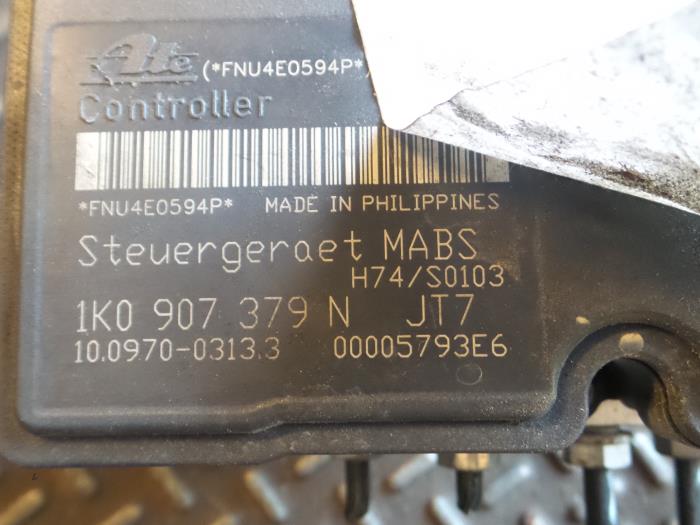 Ate (*FNU4E0594P*)
Controller
*FNU4E0594P* MADE IN PHILIPPINES
Steuergeraet MABS
H74/S0103
1K0 907 379 N JT7
10.0970-0313.3 00005793E6